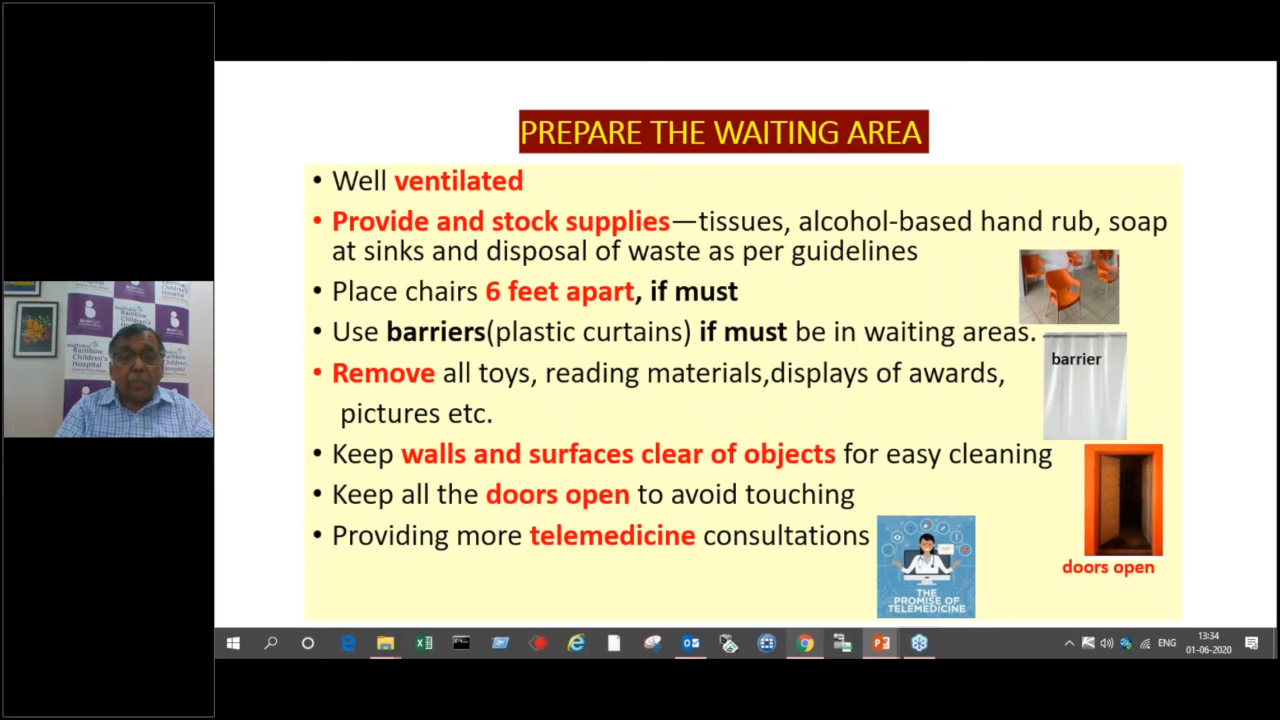 PREPARE THE WAITING AREA
• Well ventilated
• Provide and stock supplies—tissues, alcohol-based hand rub, soap
at sinks and disposal of waste as per guidelines
• Place chairs 6 feet apart, if must
• Use barriers(plastic curtains) if must be in waiting areas.
barrier
• Remove all toys, reading materials,displays of awards,
pictures etc.
• Keep walls and surfaces clear of objects for easy cleaning
• Keep all the doors open to avoid touching
• Providing more telemedicine consultations
doors open
THE
PROMISE OF
TELEMEDICINE
Rainbow
Children's
Hospital
ENG
13:34
01-06-2020